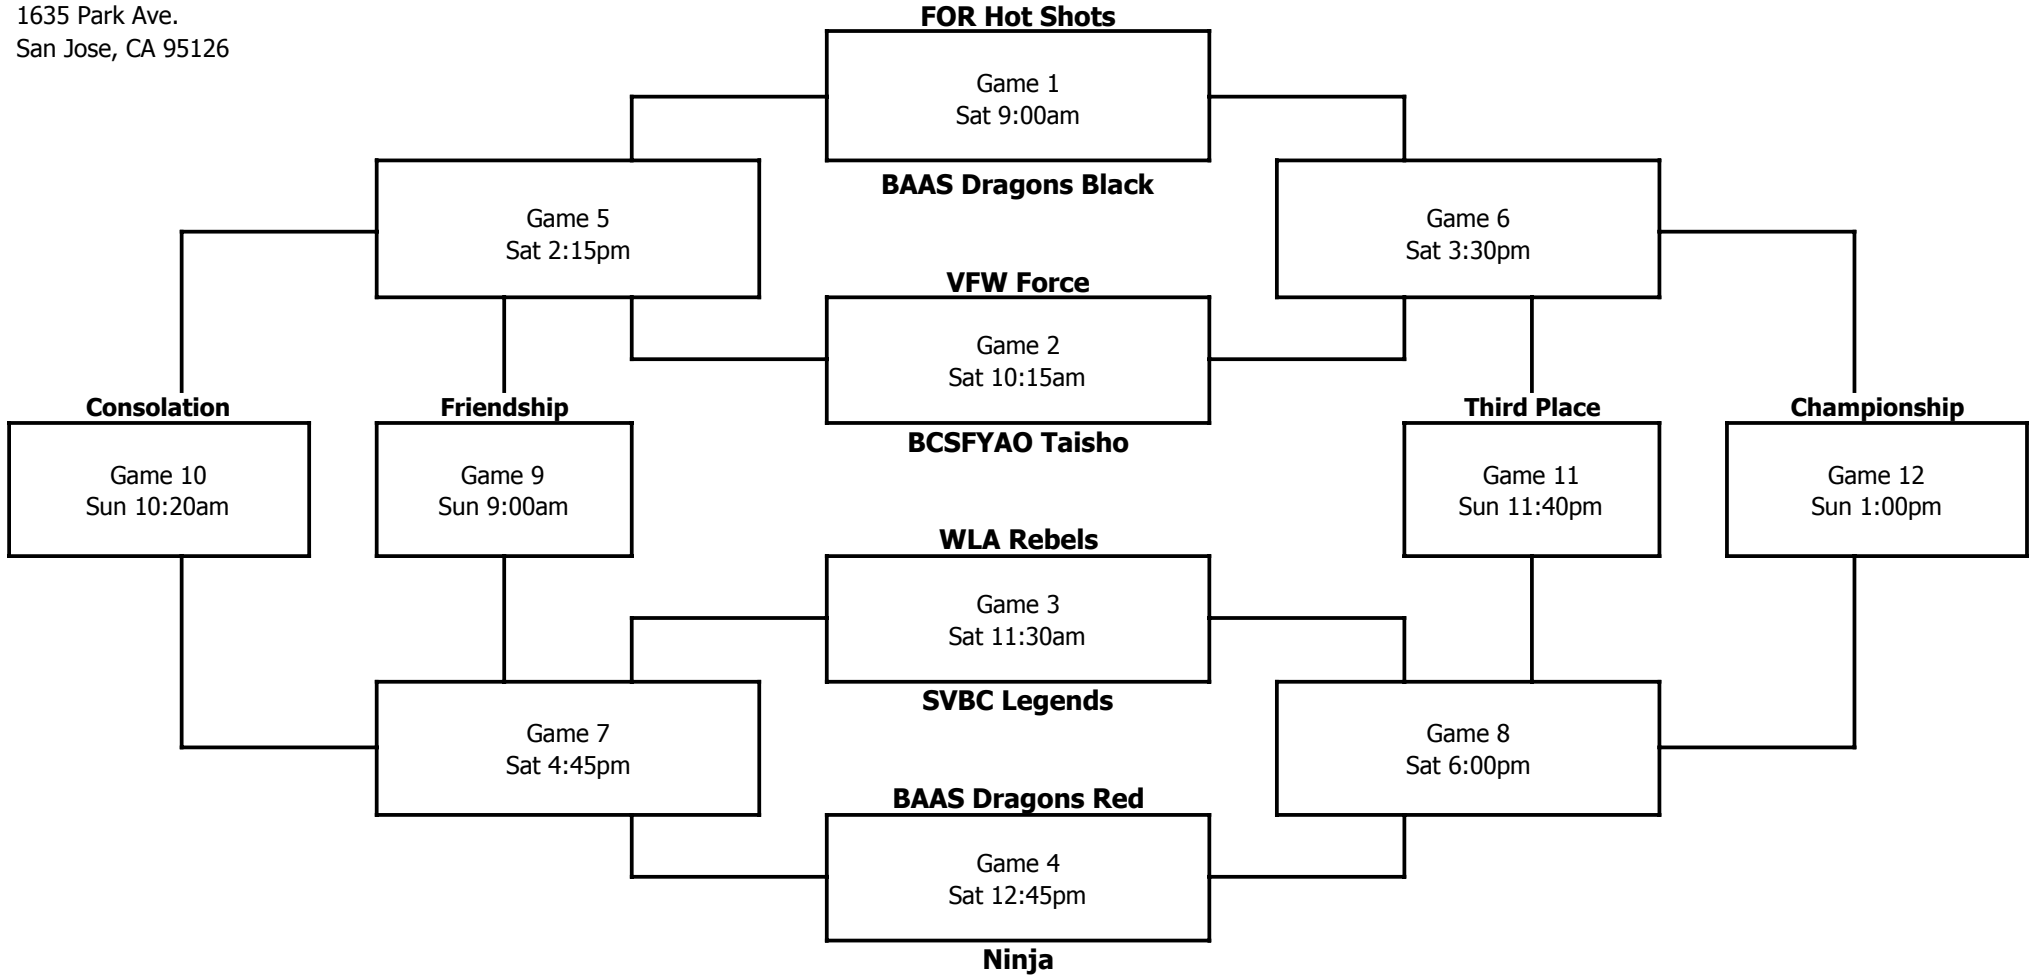 1635 Park Ave.
San Jose, CA 95126
FOR Hot Shots
Game 1
Sat 9:00am
BAAS Dragons Black
Game 5
Sat 2:15pm
Game 6
Sat 3:30pm
VFW Force
Game 2
Sat 10:15am
BCSFYAO Taisho
Consolation
Game 10
Sun 10:20am
Friendship
Game 9
Sun 9:00am
Third Place
Game 11
Sun 11:40pm
Championship
Game 12
Sun 1:00pm
WLA Rebels
Game 3
Sat 11:30am
SVBC Legends
Game 7
Sat 4:45pm
Game 8
Sat 6:00pm
BAAS Dragons Red
Game 4
Sat 12:45pm
Ninja